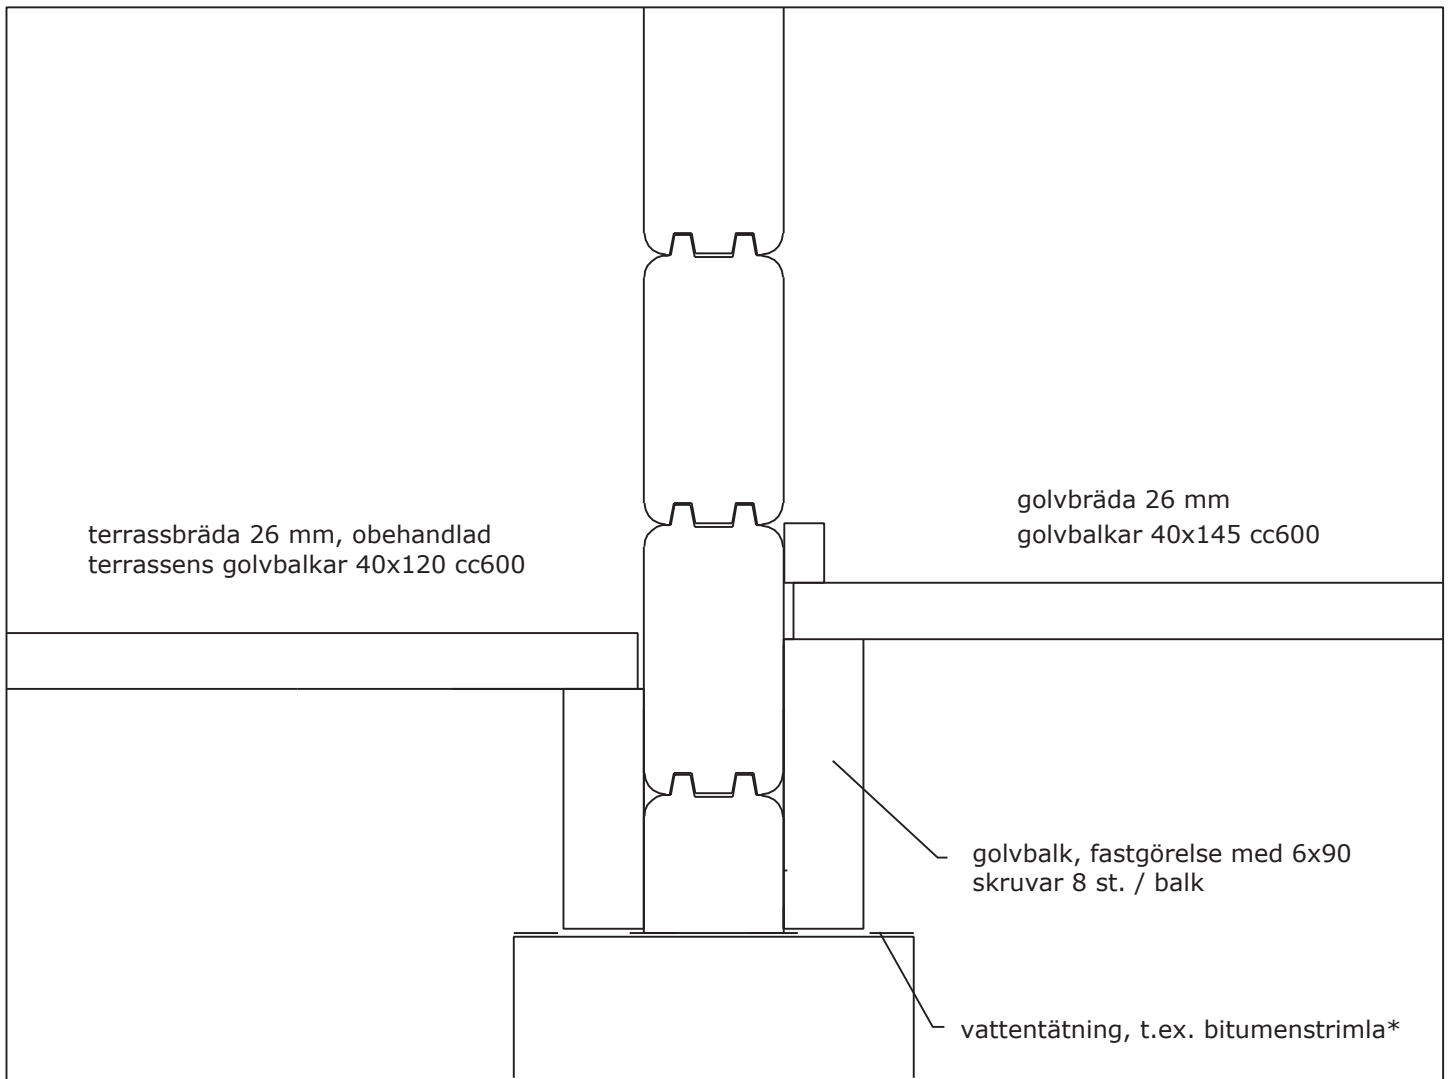 terrassbräda 26 mm, obehandlad
terrassens golvbalkar 40x120 cc600
golvbräda 26 mm
golvbalkar 40x145 cc600
golvbalk, fastgörelse med 6x90
skruvar 8 st. / balk
vattentätning, t.ex. bitumenstrimla*